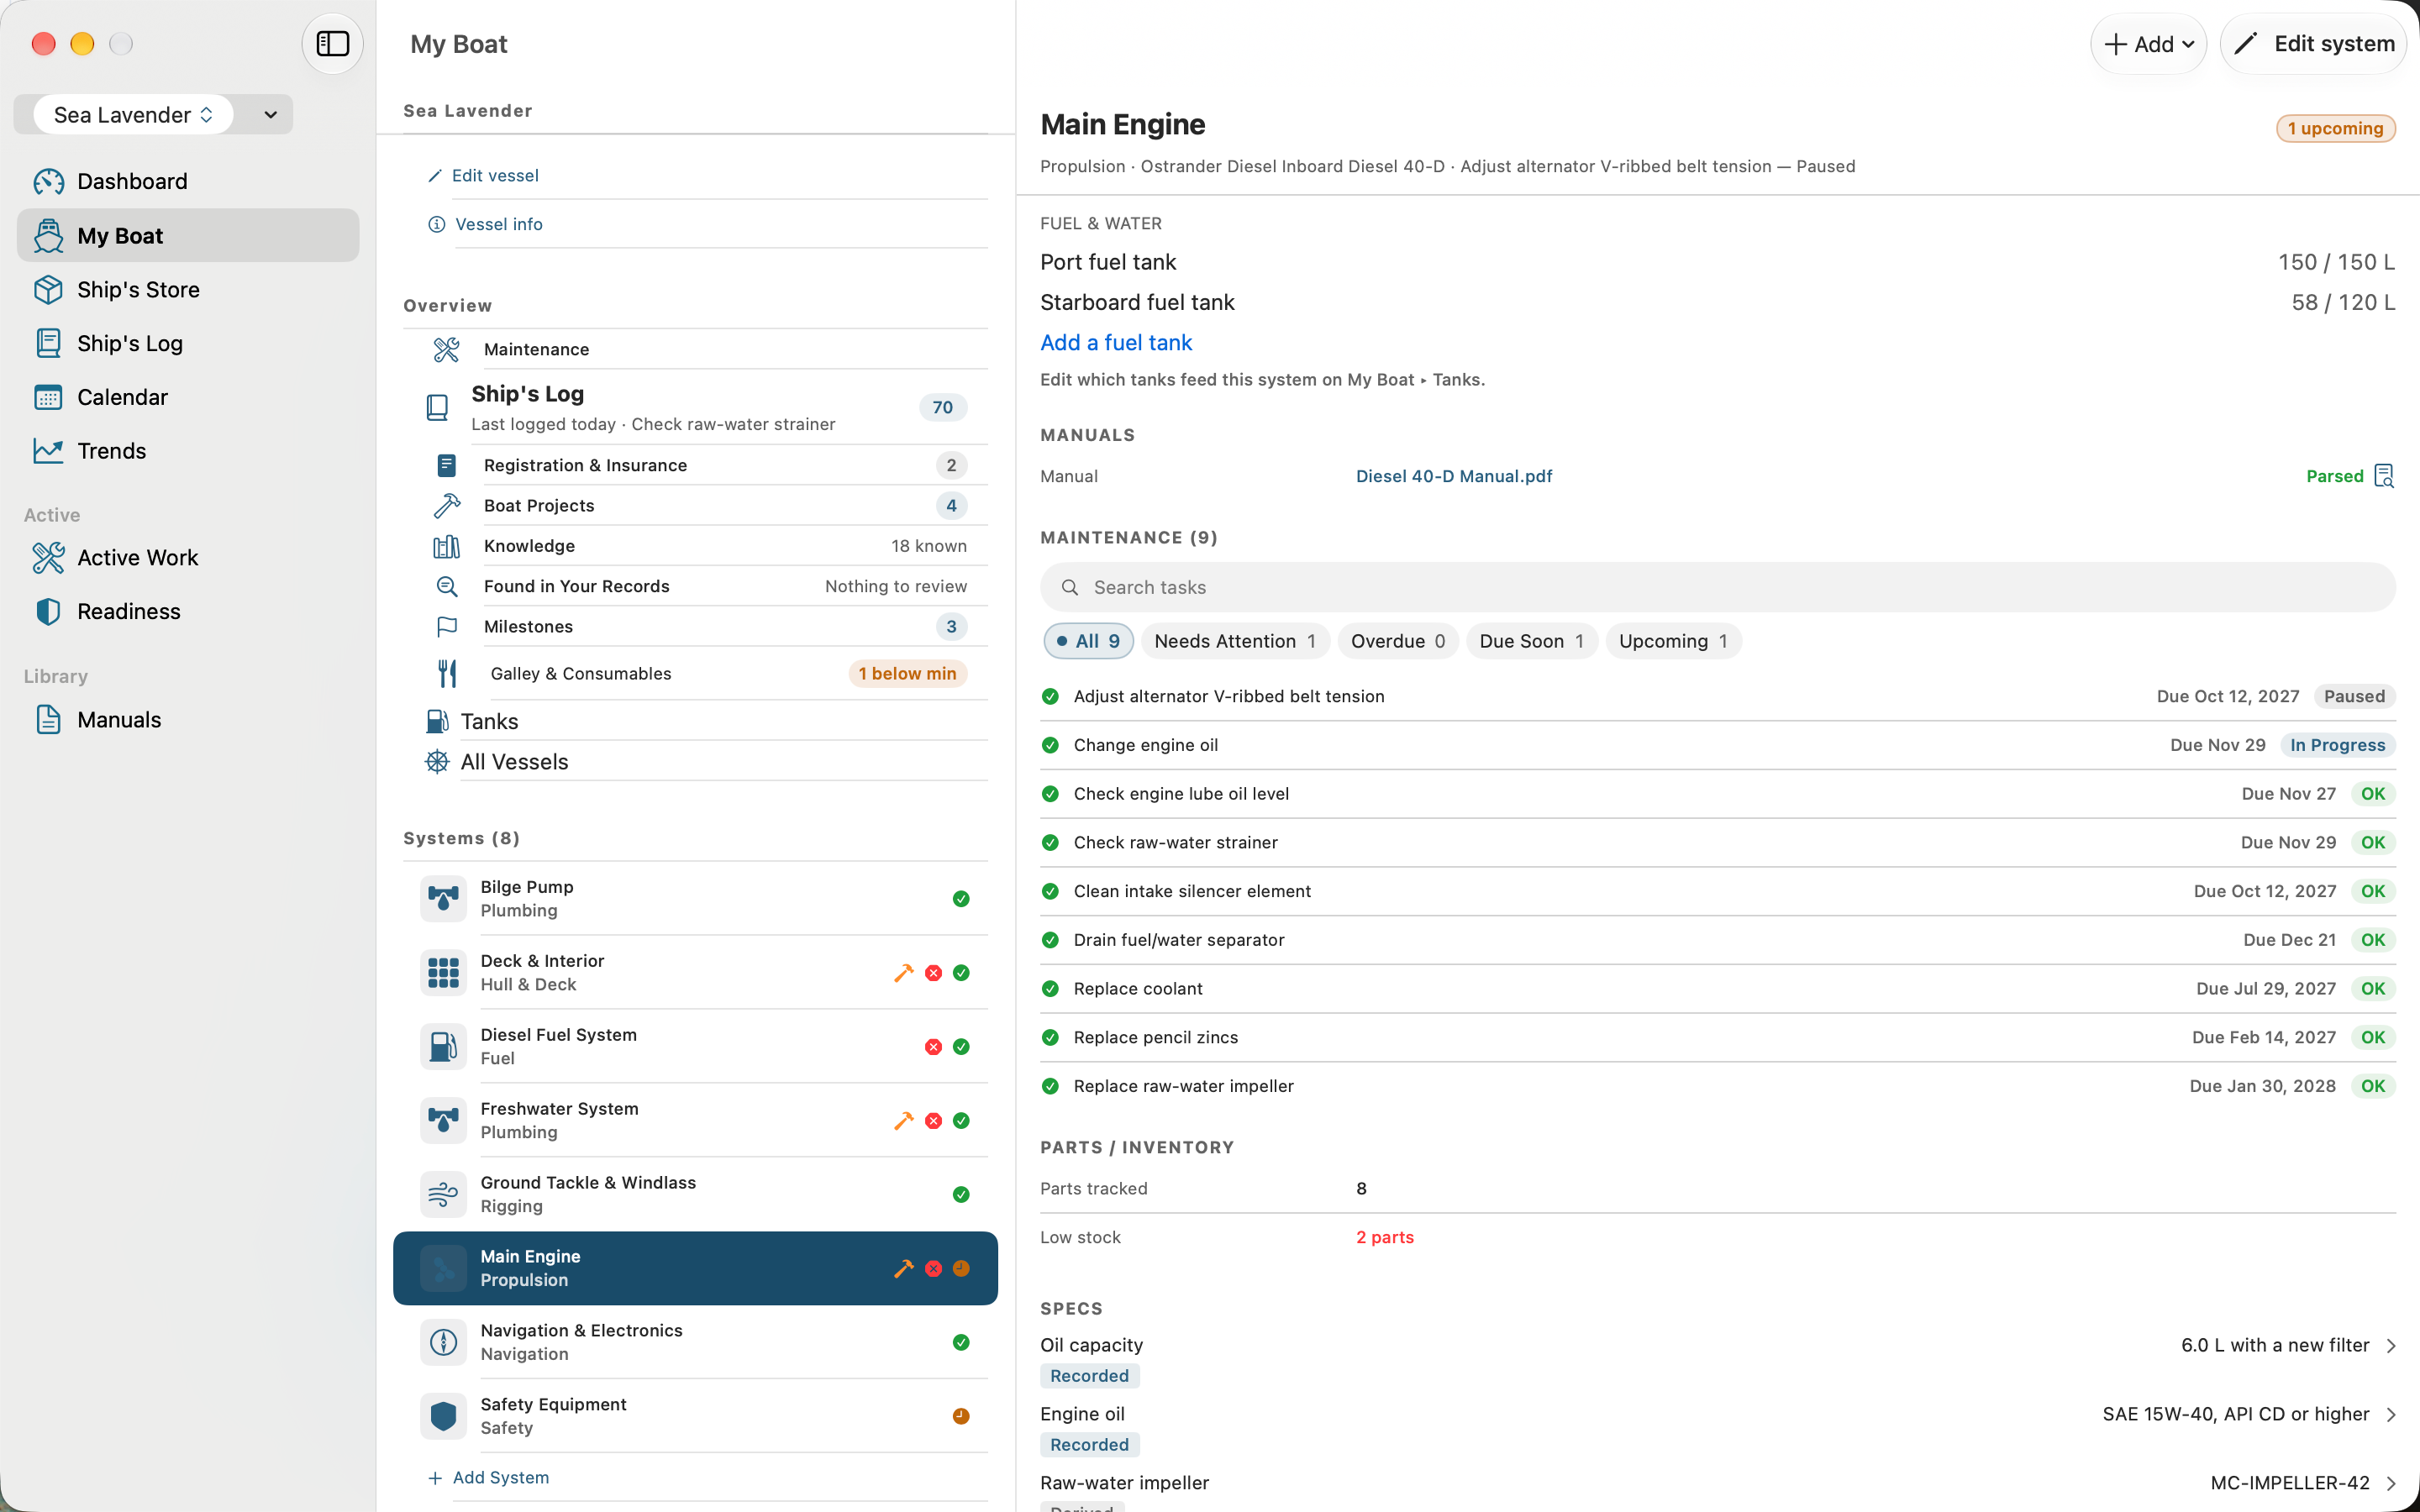 Sea Lavender
Dashboard
My Boat
Ship's Store
Ship's Log
Calendar
Trends
Active
Active Work
Readiness
Library
Manuals
My Boat
Sea Lavender
Edit vessel
Vessel info
Overview
Maintenance
Ship's Log
Last logged today · Check raw-water strainer
70
Registration & Insurance 2
Boat Projects 4
Knowledge 18 known
Found in Your Records Nothing to review
Milestones 3
Galley & Consumables 1 below min
Tanks
All Vessels
Systems (8)
Bilge Pump
Plumbing
Deck & Interior
Hull & Deck
Diesel Fuel System
Fuel
Freshwater System
Plumbing
Ground Tackle & Windlass
Rigging
Main Engine
Propulsion
Navigation & Electronics
Navigation
Safety Equipment
Safety
+ Add System
+ Add
Edit system
Main Engine
1 upcoming
Propulsion · Ostrander Diesel Inboard Diesel 40-D · Adjust alternator V-ribbed belt tension — Paused
FUEL & WATER
Port fuel tank 150 / 150 L
Starboard fuel tank 58 / 120 L
Add a fuel tank
Edit which tanks feed this system on My Boat ▸ Tanks.
MANUALS
Manual Diesel 40-D Manual.pdf Parsed
MAINTENANCE (9)
Search tasks
• All 9 Needs Attention 1 Overdue 0 Due Soon 1 Upcoming 1
Adjust alternator V-ribbed belt tension Due Oct 12, 2027 Paused
Change engine oil Due Nov 29 In Progress
Check engine lube oil level Due Nov 27 OK
Check raw-water strainer Due Nov 29 OK
Clean intake silencer element Due Oct 12, 2027 OK
Drain fuel/water separator Due Dec 21 OK
Replace coolant Due Jul 29, 2027 OK
Replace pencil zincs Due Feb 14, 2027 OK
Replace raw-water impeller Due Jan 30, 2028 OK
PARTS / INVENTORY
Parts tracked 8
Low stock 2 parts
SPECS
Oil capacity 6.0 L with a new filter
Recorded
Engine oil SAE 15W-40, API CD or higher
Recorded
Raw-water impeller MC-IMPELLER-42
Derived